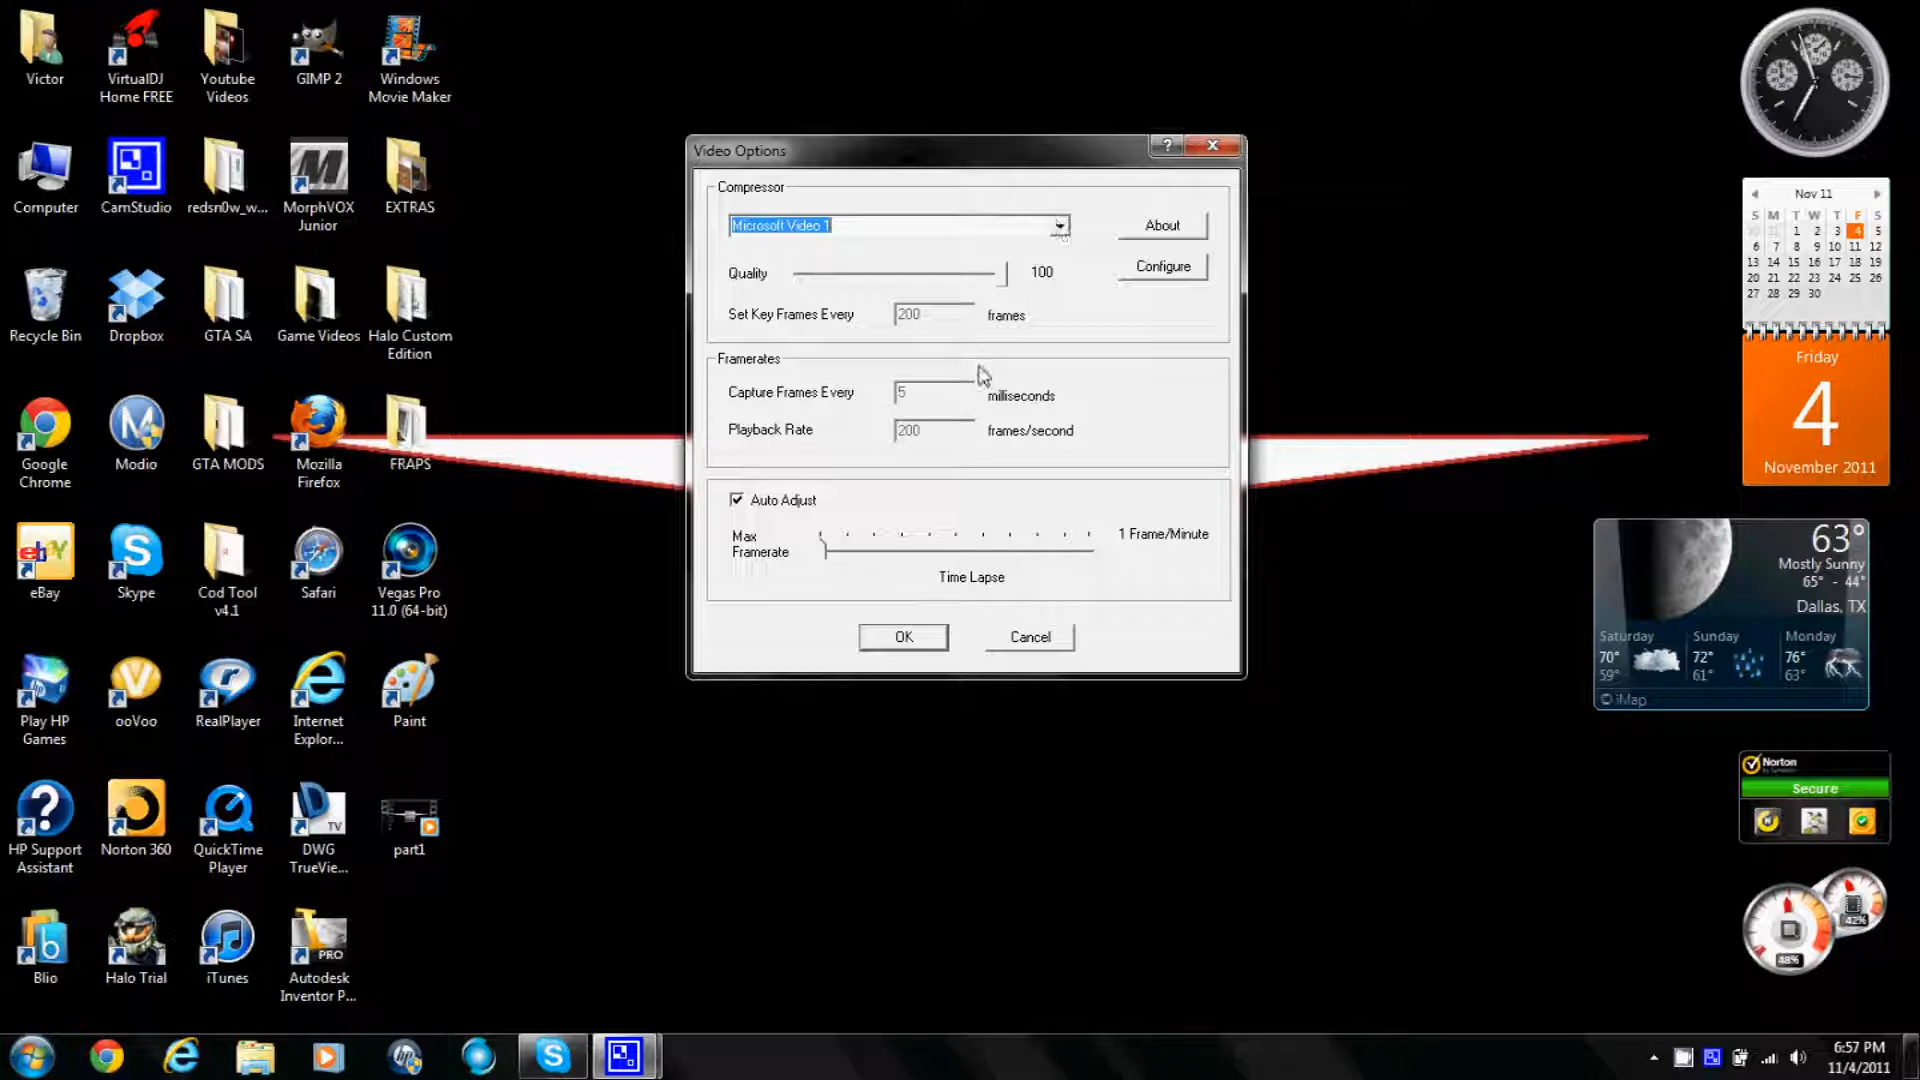 Victor
VirtualDJ
Home FREE
Youtube
Videos
GIMP 2
Windows
Movie Maker
Computer
CamStudio
redsn0w_w...
MorphVOX
Junior
EXTRAS
Recycle Bin
Dropbox
GTA SA
Game Videos
Halo Custom
Edition
Google
Chrome
Modio
GTA MODS
Mozilla
Firefox
FRAPS
eBay
Skype
Cod Tool
v4.1
Safari
Vegas Pro
11.0 (64-bit)
Play HP
Games
ooVoo
RealPlayer
Internet
Explor...
Paint
HP Support
Assistant
Norton 360
QuickTime
Player
DWG
TrueVie...
part1
Blio
Halo Trial
iTunes
Autodesk
Inventor P...
TV
PRO
Video Options
?
Compressor
Microsoft Video 1
About
Quality
100
Configure
Set Key Frames Every
200
frames
Framerates
Capture Frames Every
5
milliseconds
Playback Rate
200
frames/second
Auto Adjust
Max
Framerate
1 Frame/Minute
Time Lapse
OK
Cancel
Nov 11
S M T W T F S
30 31 1 2 3 4 5
6 7 8 9 10 11 12
13 14 15 16 17 18 19
20 21 22 23 24 25 26
27 28 29 30
Friday
4
November 2011
63°
Mostly Sunny
65° - 44°
Dallas, TX
Saturday
70°
59°
Sunday
72°
61°
Monday
76°
63°
© iMap
Norton
Secure
42%
48%
6:57 PM
11/4/2011